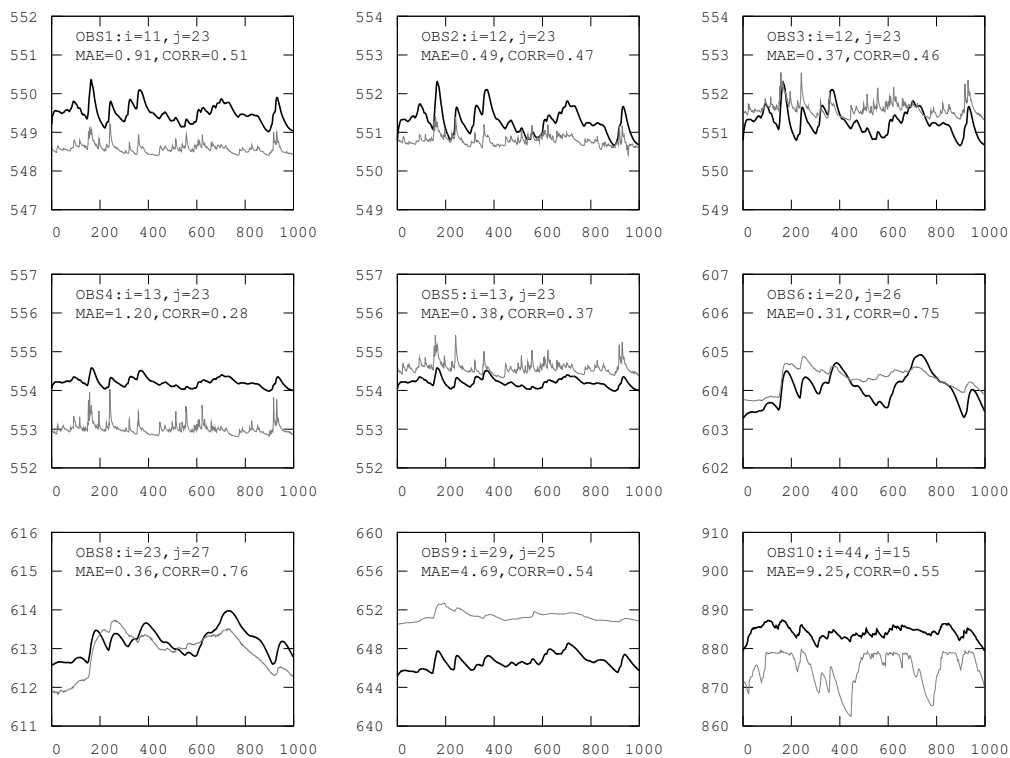 OBS1:i=11,j=23
MAE=0.91,CORR=0.51
552
551
550
549
548
547
0 200 400 600 800 1000
OBS2:i=12,j=23
MAE=0.49,CORR=0.47
554
553
552
551
550
549
0 200 400 600 800 1000
OBS3:i=12,j=23
MAE=0.37,CORR=0.46
554
553
552
551
550
549
0 200 400 600 800 1000
OBS4:i=13,j=23
MAE=1.20,CORR=0.28
557
556
555
554
553
552
0 200 400 600 800 1000
OBS5:i=13,j=23
MAE=0.38,CORR=0.37
557
556
555
554
553
552
0 200 400 600 800 1000
OBS6:i=20,j=26
MAE=0.31,CORR=0.75
607
606
605
604
603
602
0 200 400 600 800 1000
OBS8:i=23,j=27
MAE=0.36,CORR=0.76
616
615
614
613
612
611
0 200 400 600 800 1000
OBS9:i=29,j=25
MAE=4.69,CORR=0.54
660
656
652
648
644
640
0 200 400 600 800 1000
OBS10:i=44,j=15
MAE=9.25,CORR=0.55
910
900
890
880
870
860
0 200 400 600 800 1000